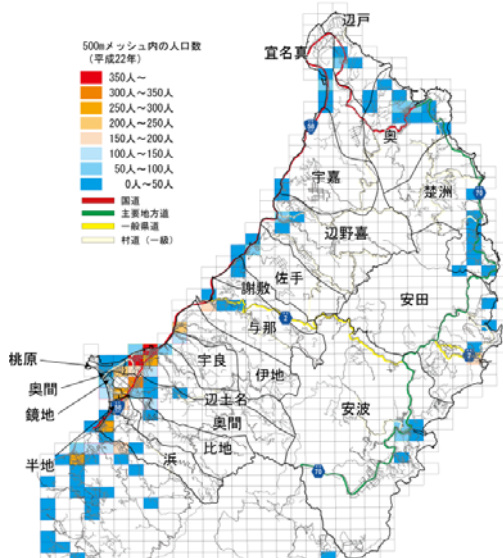 500mメッシュ内の人口数
(平成22年)
350人～
300人～350人
250人～300人
200人～250人
150人～200人
100人～150人
50人～100人
0人～50人
国道
主要地方道
一般県道
村道（一級）
辺戸
宜名真
58
奥
宇嘉
楚洲
70
辺野喜
佐手
謝敷
安田
与那
2
桃原
宇良
奥間
伊地
鏡地
辺土名
安波
奥間
58
比地
半地
浜
70